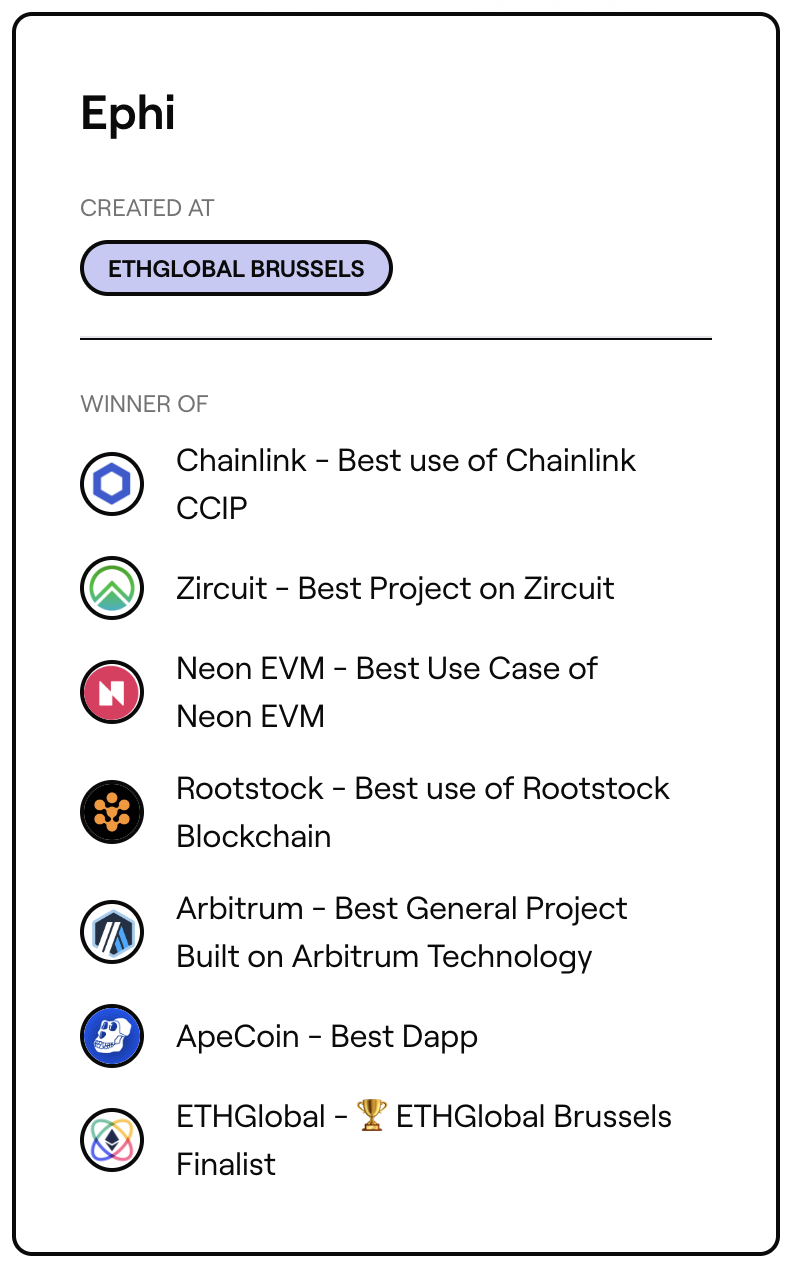 Ephi
CREATED AT
ETHGLOBAL BRUSSELS
WINNER OF
Chainlink - Best use of Chainlink
CCIP
Zircuit - Best Project on Zircuit
Neon EVM - Best Use Case of
Neon EVM
Rootstock - Best use of Rootstock
Blockchain
Arbitrum - Best General Project
Built on Arbitrum Technology
ApeCoin - Best Dapp
ETHGlobal - 🏆 ETHGlobal Brussels
Finalist